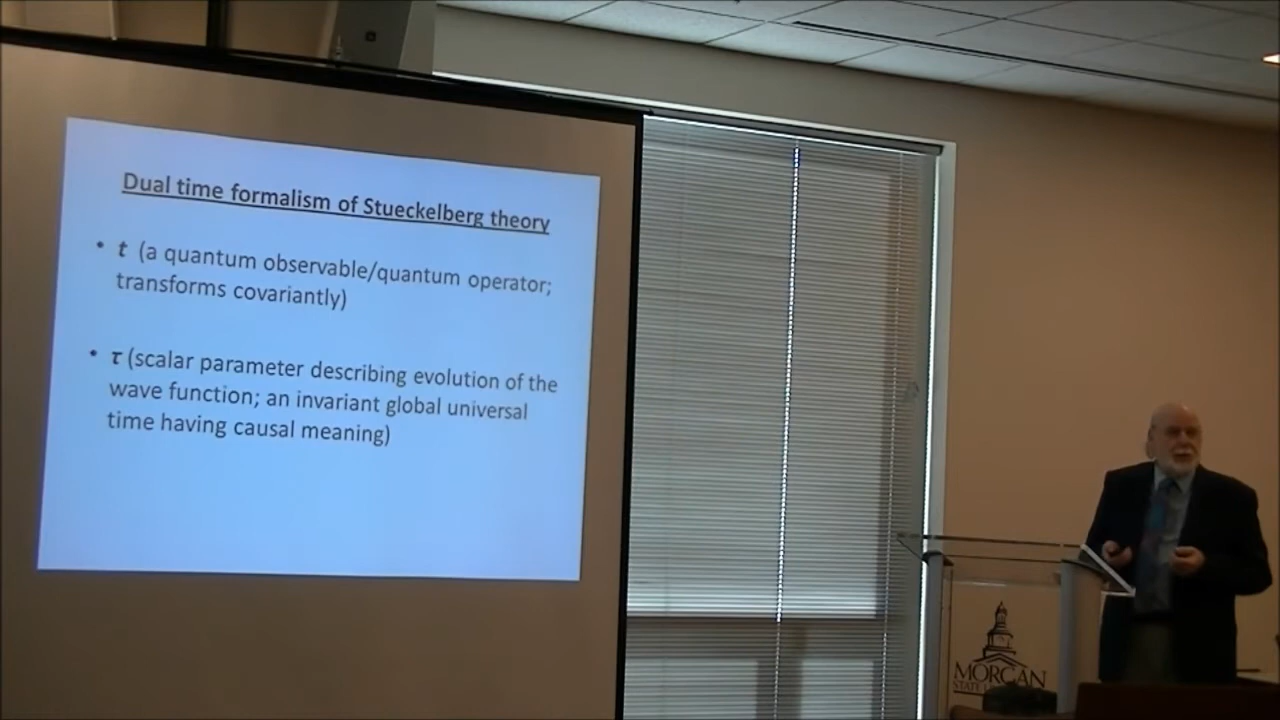 Dual time formalism of Stueckelberg theory
• t (a quantum observable/quantum operator;
transforms covariantly)
• τ (scalar parameter describing evolution of the
wave function; an invariant global universal
time having causal meaning)
MORGAN
STATE